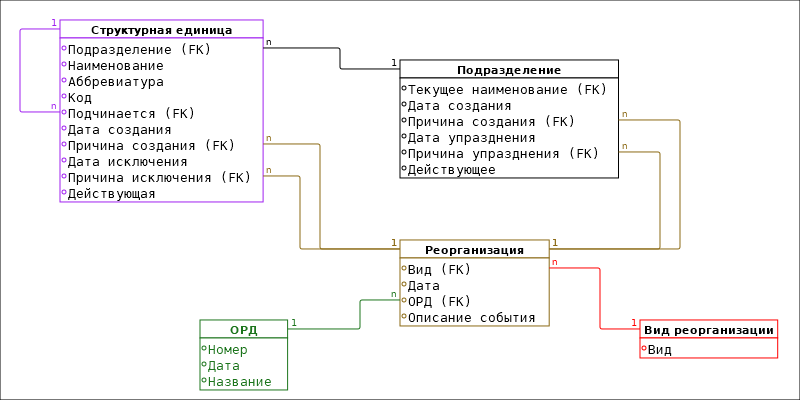 1
Структурная единица
n
Подразделение (FK)
Наименование
Аббревиатура
Код
n
Подчинается (FK)
Дата создания
n
Причина создания (FK)
Дата исключения
n
Причина исключения (FK)
Действующая
1
Подразделение
Текущее наименование (FK)
Дата создания
n
Причина создания (FK)
Дата упразднения
n
Причина упразднения (FK)
Действующее
1
Реорганизация
1
n
Вид (FK)
Дата
n
ОРД (FK)
Описание события
ОРД
1
Номер
Дата
Название
1
Вид реорганизации
Вид